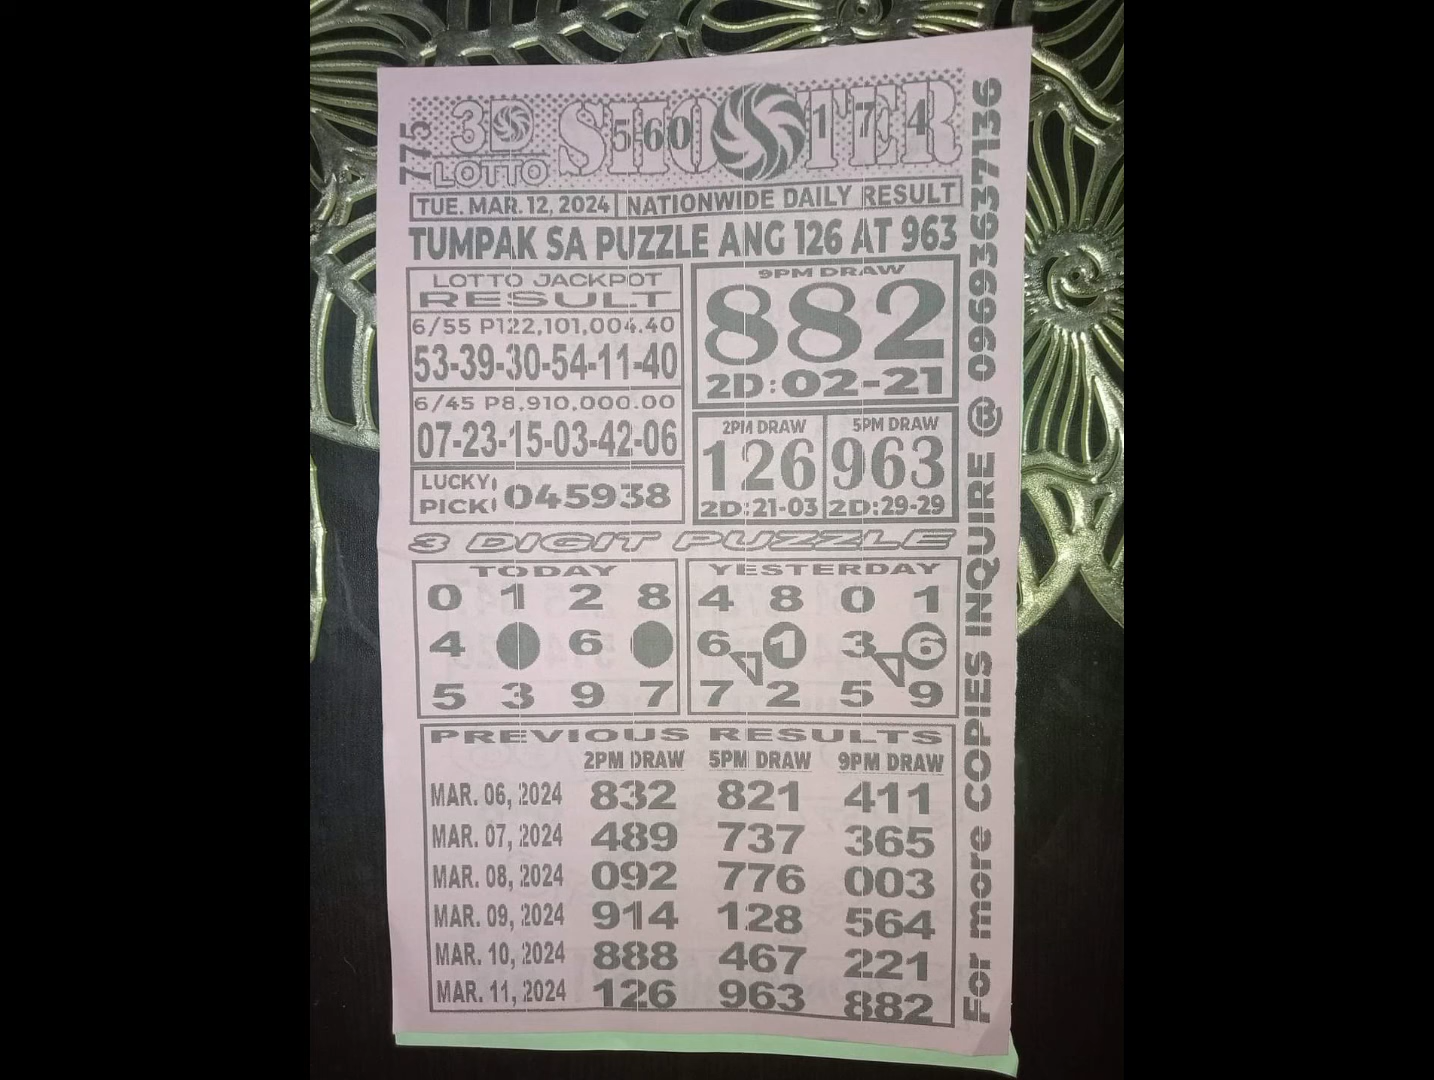 775
3D LOTTO
SHOOTER
560
174
TUE. MAR. 12, 2024 NATIONWIDE DAILY RESULT
TUMPAK SA PUZZLE ANG 126 AT 963
LOTTO JACKPOT
RESULT
6/55 P122,101,004.40
53-39-30-54-11-40
6/45 P8,910,000.00
07-23-15-03-42-06
LUCKY
PICK 045938
9PM DRAW
882
2D:02-21
2PM DRAW
126
2D:21-03
5PM DRAW
963
2D:29-29
3 DIGIT PUZZLE
TODAY
0 1 2 8
4 6
5 3 9 7
YESTERDAY
4 8 0 1
6 1 3 6
7 2 5 9
PREVIOUS RESULTS
2PM DRAW 5PM DRAW 9PM DRAW
MAR. 06, 2024 832 821 411
MAR. 07, 2024 489 737 365
MAR. 08, 2024 092 776 003
MAR. 09, 2024 914 128 564
MAR. 10, 2024 888 467 221
MAR. 11, 2024 126 963 882
For more COPIES INQUIRE @ 09693637136